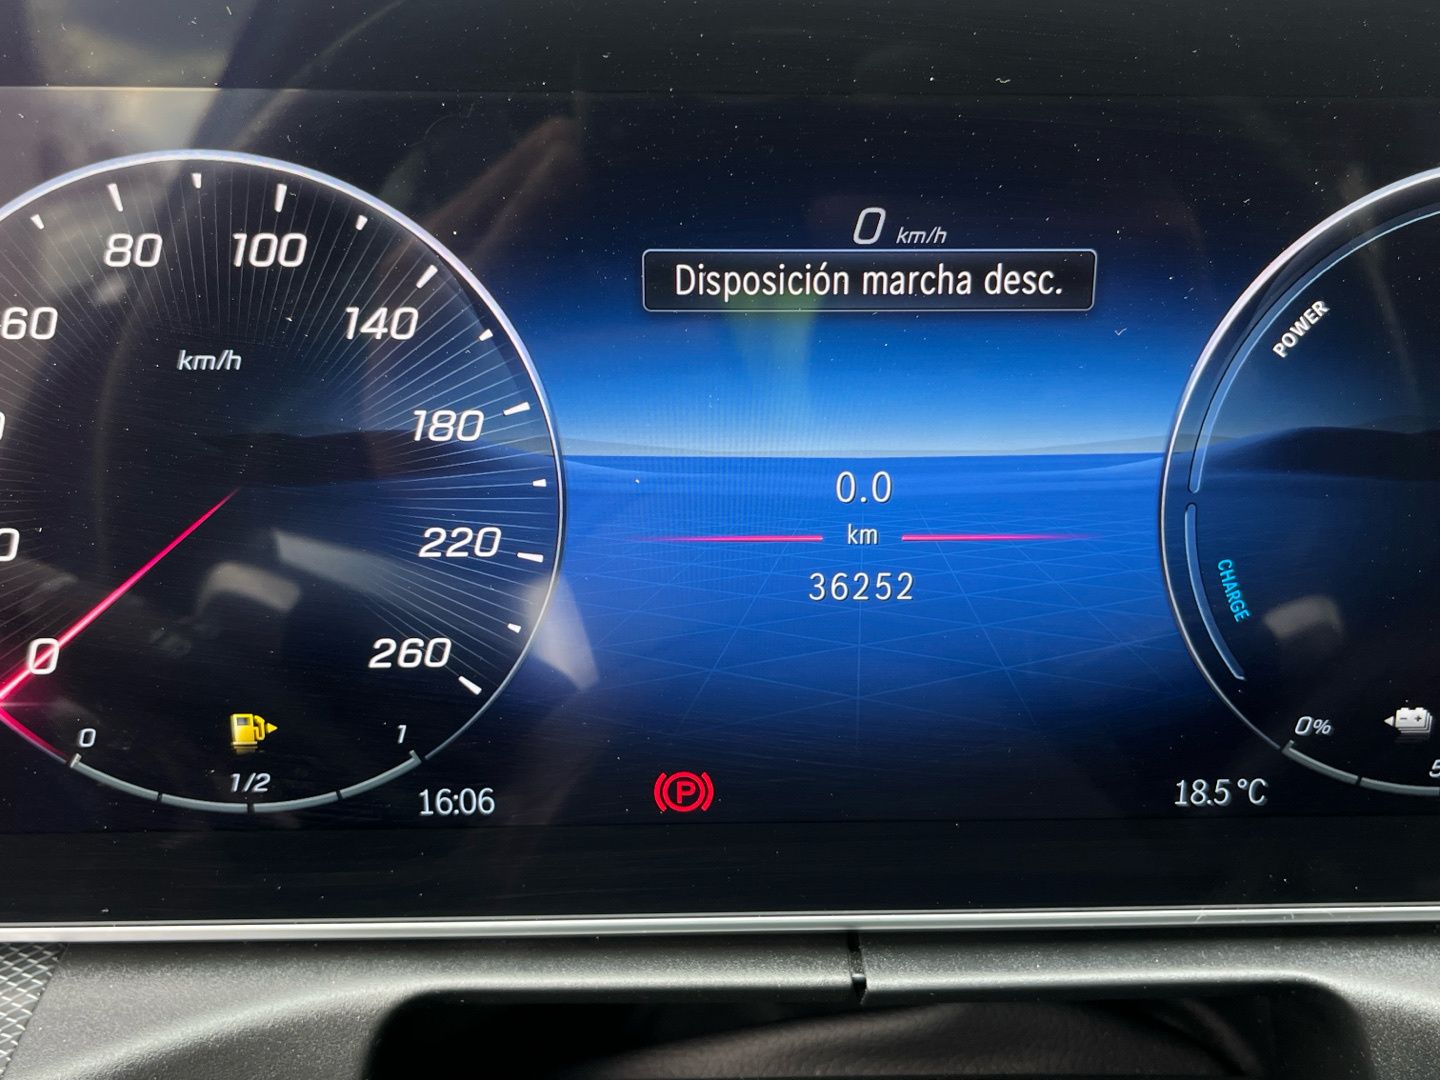 0 km/h
Disposición marcha desc.
60
80
100
140
180
220
260
0
km/h
0
1/2
1
16:06
0.0
km
36252
P
POWER
CHARGE
0%
18.5 °C